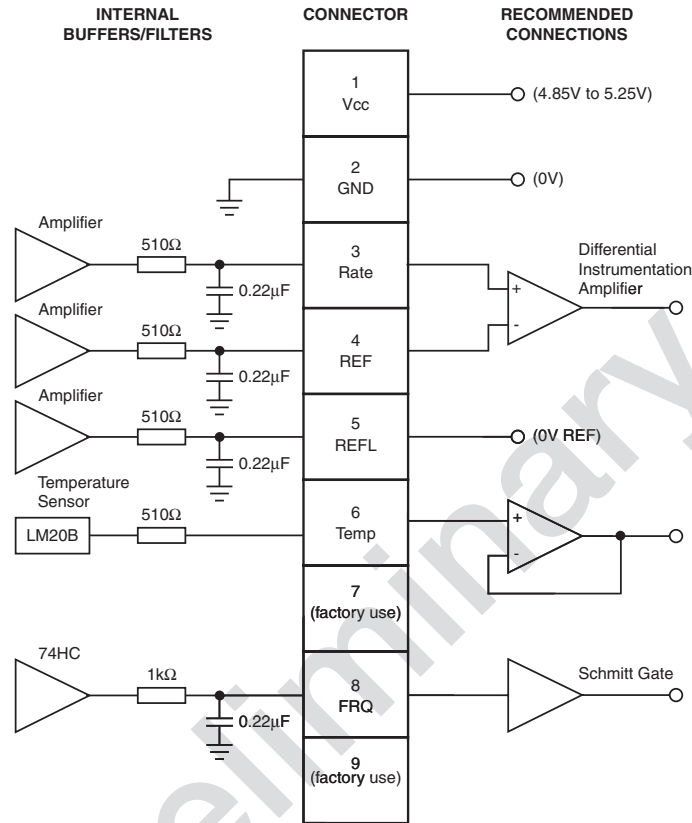 INTERNAL
BUFFERS/FILTERS
CONNECTOR
RECOMMENDED
CONNECTIONS
1
Vcc
(4.85V to 5.25V)
2
GND
(0V)
Amplifier
510Ω
0.22μF
3
Rate
Differential
Instrumentation
Amplifier
+
-
Amplifier
510Ω
0.22μF
4
REF
Amplifier
510Ω
0.22μF
5
REFL
(0V REF)
Temperature
Sensor
LM20B
510Ω
6
Temp
+
-
7
(factory use)
74HC
1kΩ
0.22μF
8
FRQ
Schmitt Gate
9
(factory use)